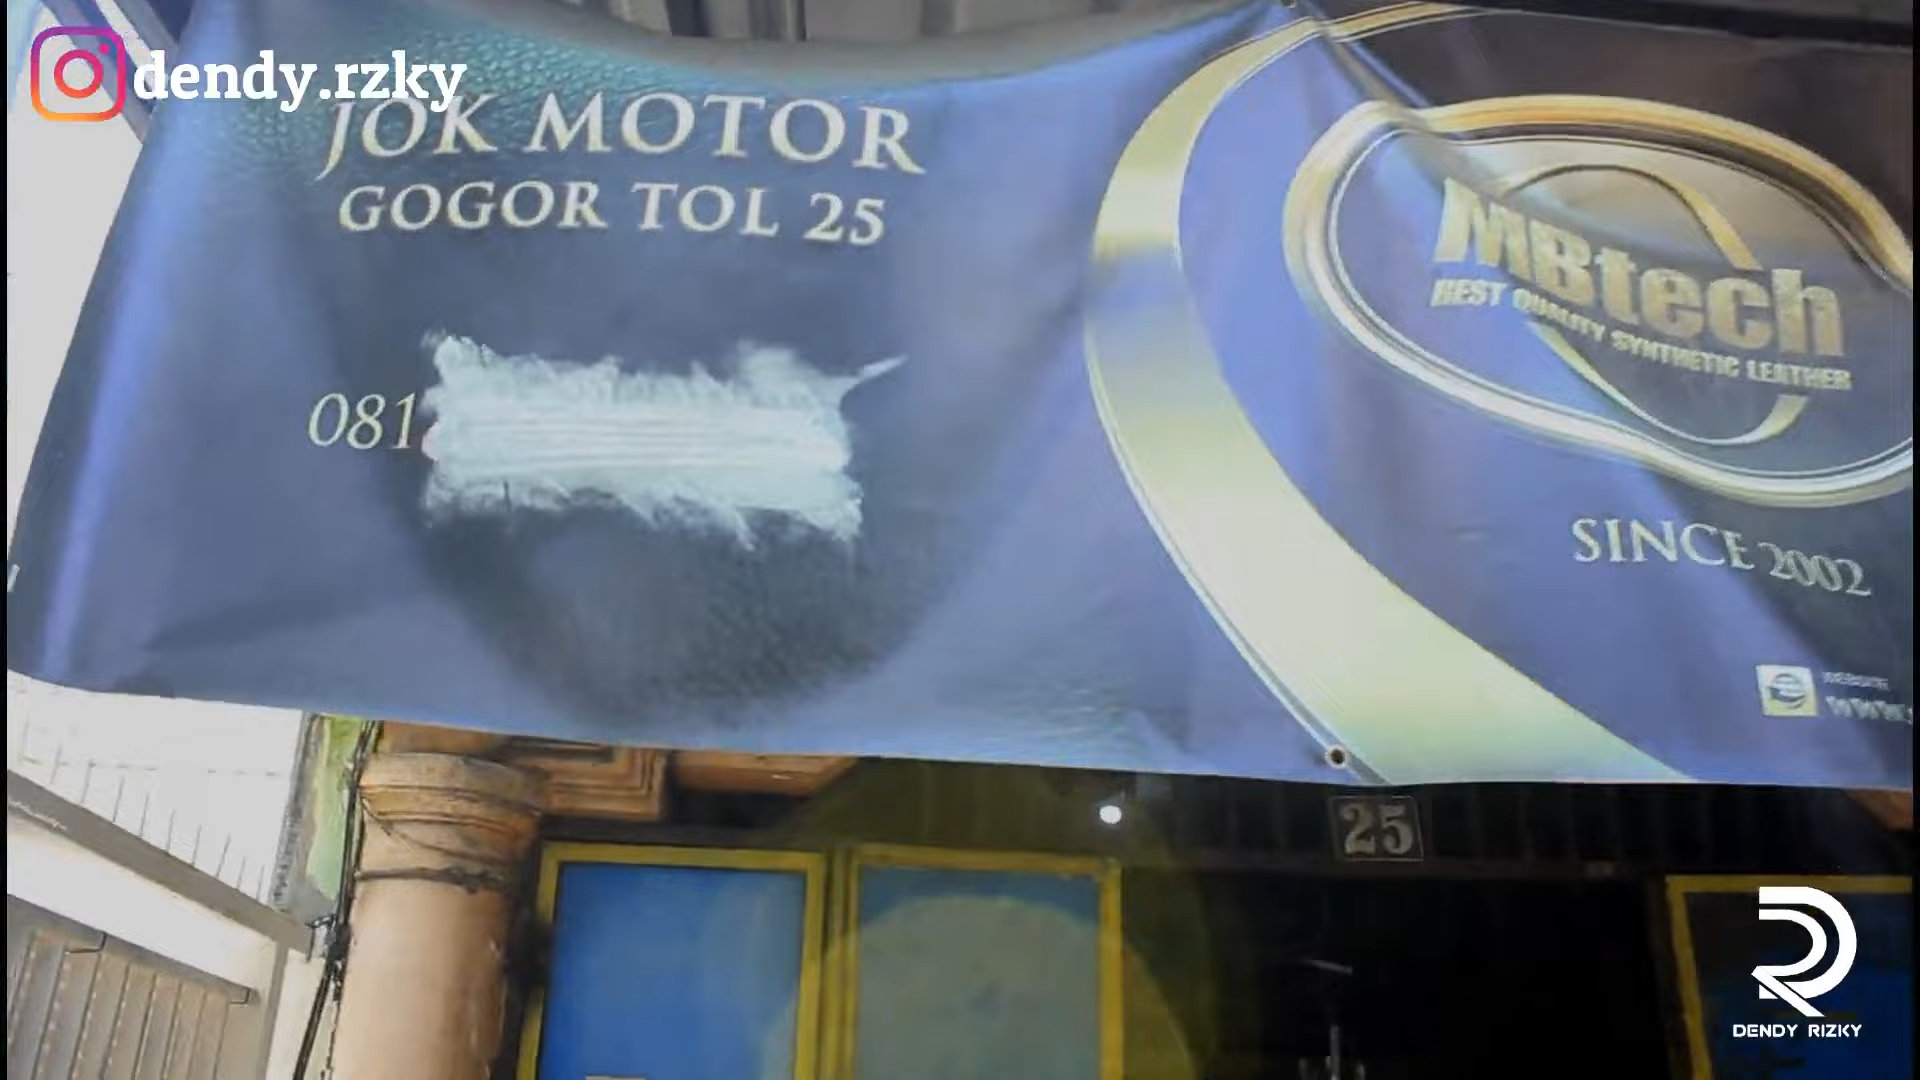 dendy.rzky
JOK MOTOR
GOGOR TOL 25
081
MBtech
BEST QUALITY SYNTHETIC LEATHER
SINCE 2002
25
DENDY RIZKY